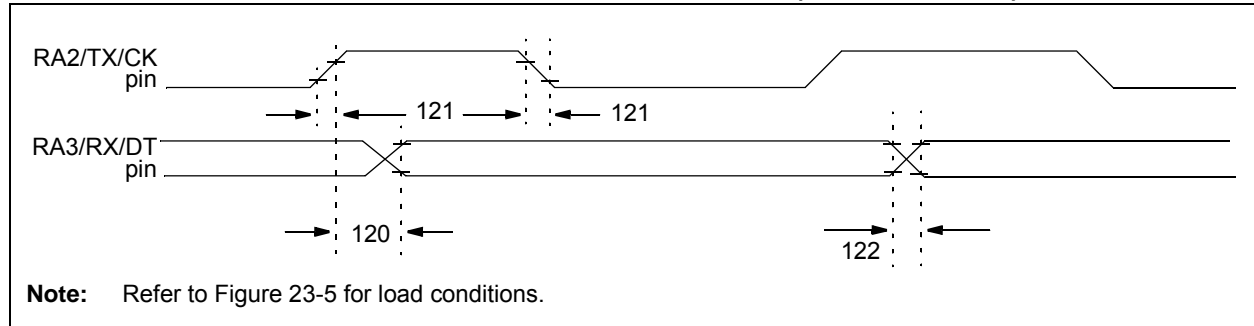 RA2/TX/CK
pin
121
121
RA3/RX/DT
pin
120
122
Note: Refer to Figure 23-5 for load conditions.